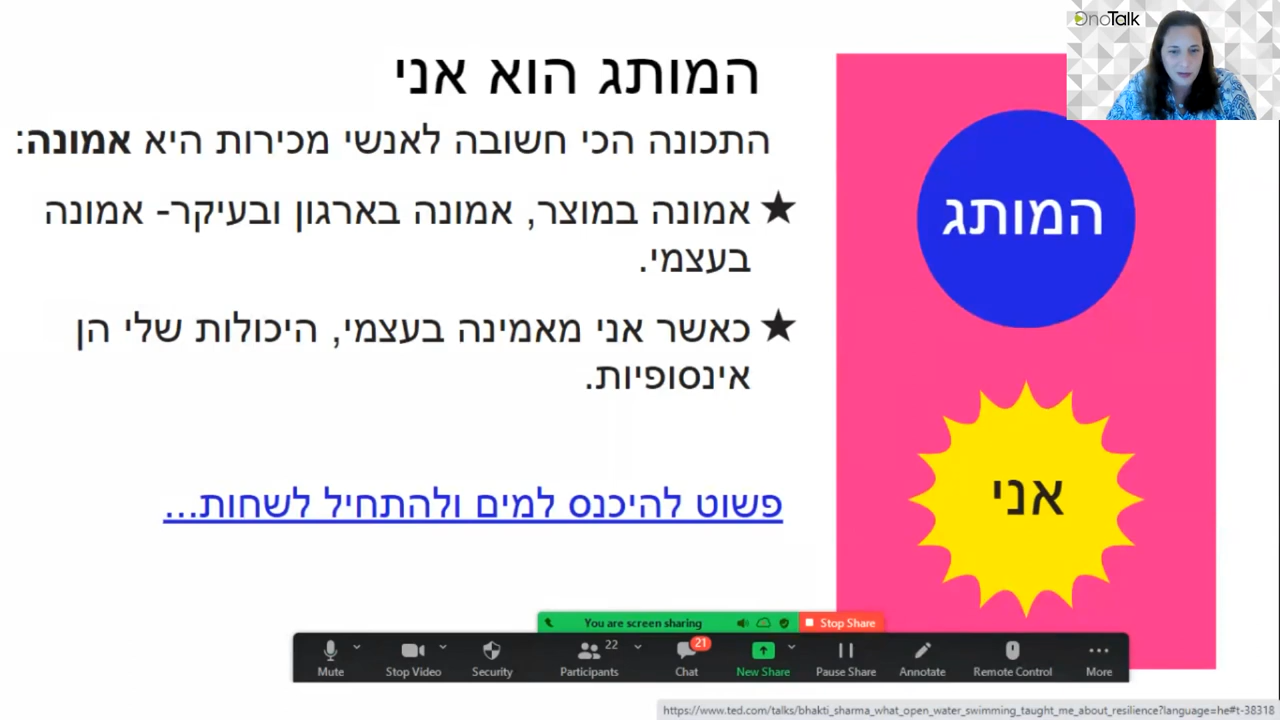 OnoTalk
המותג הוא אני
התכונה הכי חשובה לאנשי מכירות היא אמונה:
★ אמונה במוצר, אמונה בארגון ובעיקר- אמונה
בעצמי.
★ כאשר אני מאמינה בעצמי, היכולות שלי הן
אינסופיות.
פשוט להיכנס למים ולהתחיל לשחות...
המותג
אני
You are screen sharing
Stop Share
Mute
Stop Video
Security
Participants 22
Chat 21
New Share
Pause Share
Annotate
Remote Control
More
https://www.ted.com/talks/bhakti_sharma_what_open_water_swimming_taught_me_about_resilience?language=he#t-38318